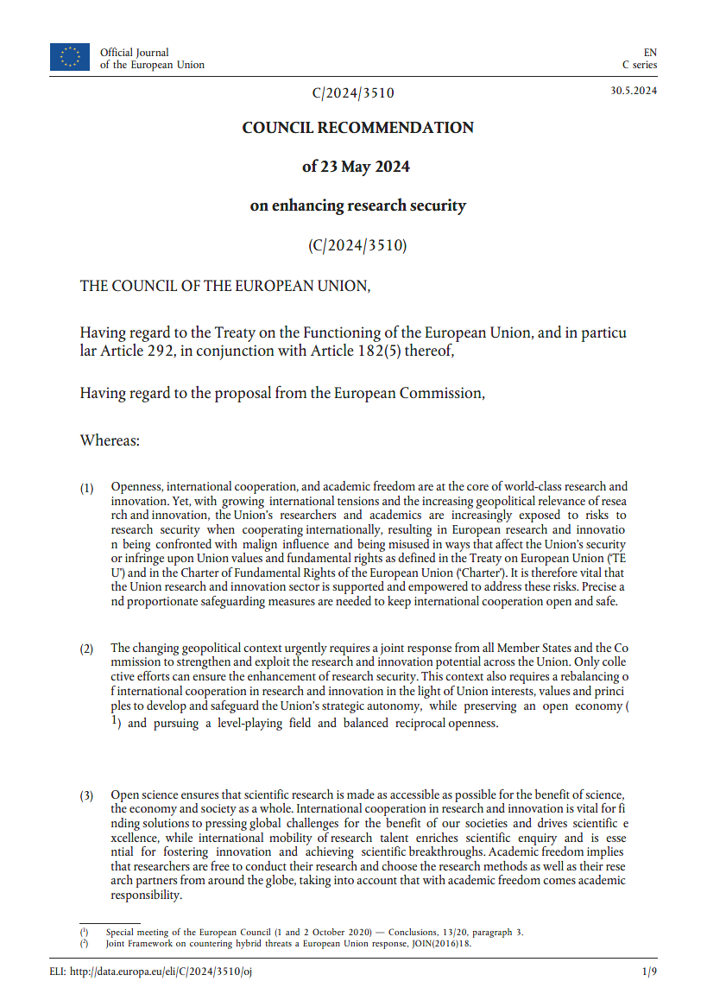 Official Journal
of the European Union
EN
C series
C/2024/3510
30.5.2024
COUNCIL RECOMMENDATION
of 23 May 2024
on enhancing research security
(C/2024/3510)
THE COUNCIL OF THE EUROPEAN UNION,
Having regard to the Treaty on the Functioning of the European Union, and in particu
lar Article 292, in conjunction with Article 182(5) thereof,
Having regard to the proposal from the European Commission,
Whereas:
(1) Openness, international cooperation, and academic freedom are at the core of world-class research and
innovation. Yet, with growing international tensions and the increasing geopolitical relevance of resea
rch and innovation, the Union's researchers and academics are increasingly exposed to risks to
research security when cooperating internationally, resulting in European research and innovatio
n being confronted with malign influence and being misused in ways that affect the Union's security
or infringe upon Union values and fundamental rights as defined in the Treaty on European Union ('TE
U') and in the Charter of Fundamental Rights of the European Union ('Charter'). It is therefore vital that
the Union research and innovation sector is supported and empowered to address these risks. Precise a
nd proportionate safeguarding measures are needed to keep international cooperation open and safe.
(2) The changing geopolitical context urgently requires a joint response from all Member States and the Co
mmission to strengthen and exploit the research and innovation potential across the Union. Only colle
ctive efforts can ensure the enhancement of research security. This context also requires a rebalancing o
f international cooperation in research and innovation in the light of Union interests, values and princi
ples to develop and safeguard the Union's strategic autonomy, while preserving an open economy (
1) and pursuing a level-playing field and balanced reciprocal openness.
(3) Open science ensures that scientific research is made as accessible as possible for the benefit of science,
the economy and society as a whole. International cooperation in research and innovation is vital for fi
nding solutions to pressing global challenges for the benefit of our societies and drives scientific e
xcellence, while international mobility of research talent enriches scientific enquiry and is esse
ntial for fostering innovation and achieving scientific breakthroughs. Academic freedom implies
that researchers are free to conduct their research and choose the research methods as well as their rese
arch partners from around the globe, taking into account that with academic freedom comes academic
responsibility.
(1) Special meeting of the European Council (1 and 2 October 2020) — Conclusions, 13/20, paragraph 3.
(2) Joint Framework on countering hybrid threats a European Union response, JOIN(2016)18.
ELI: http://data.europa.eu/eli/C/2024/3510/oj
1/9